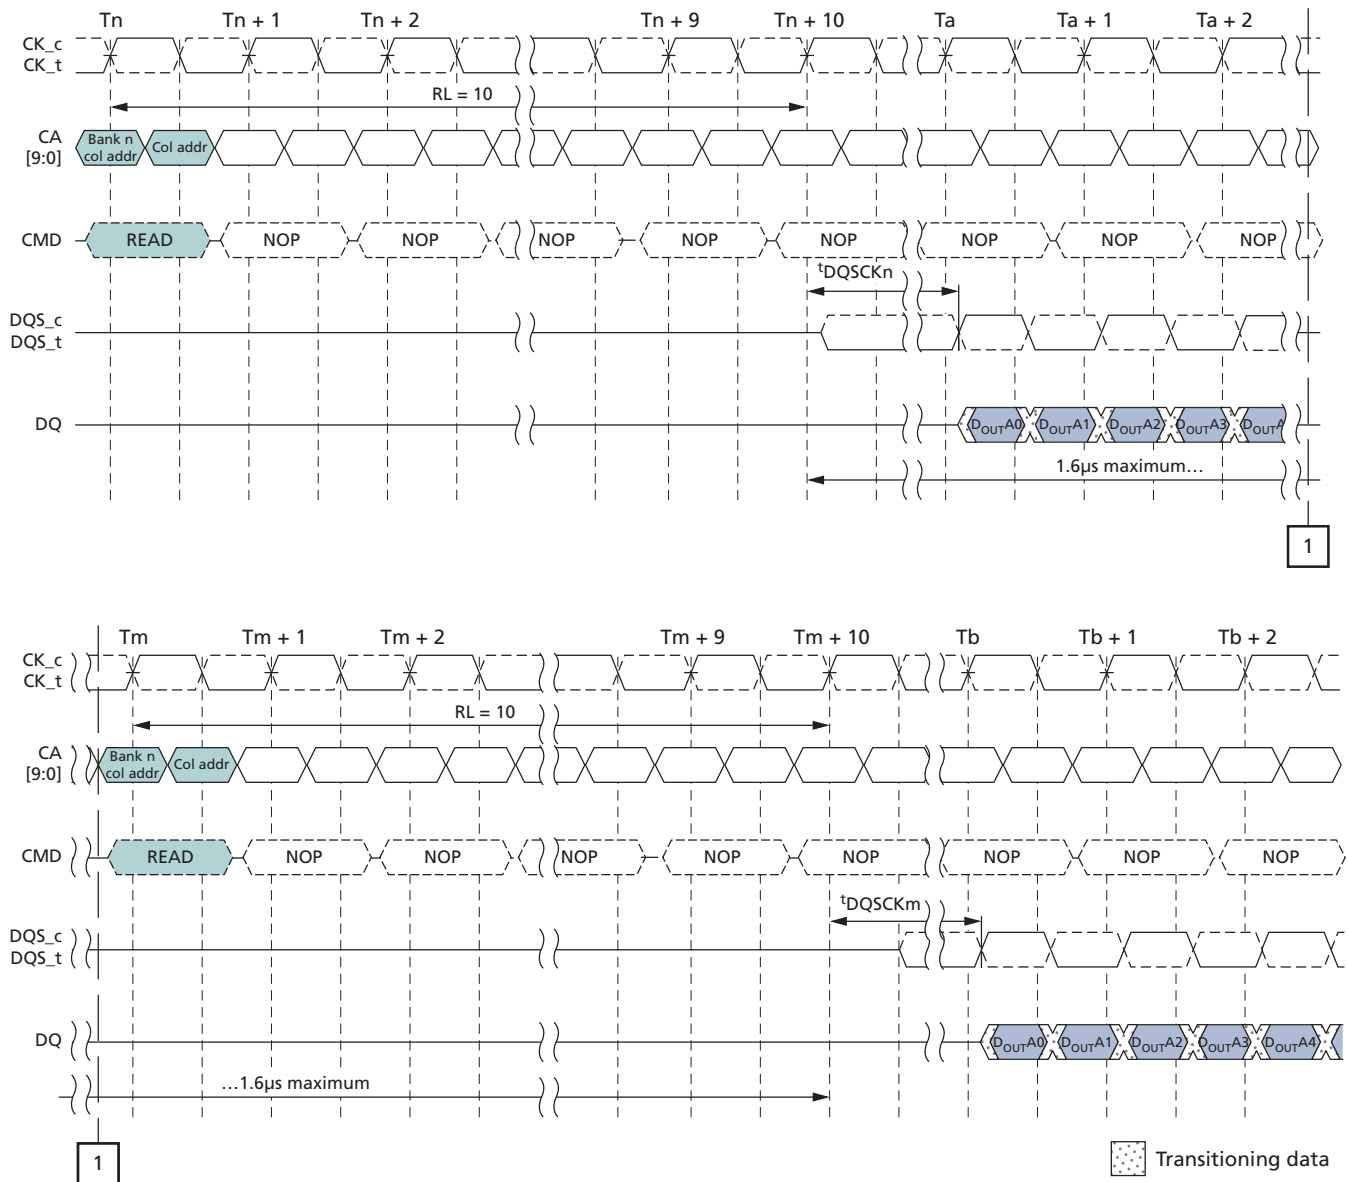 Tn Tn + 1 Tn + 2 Tn + 9 Tn + 10 Ta Ta + 1 Ta + 2
CK_c
CK_t
RL = 10
CA
[9:0]
Bank n
col addr
Col addr
CMD READ NOP NOP NOP NOP NOP NOP NOP NOP
tDQSCKn
DQS_c
DQS_t
DQ DOUTA0 DOUTA1 DOUTA2 DOUTA3 DOUTA
1.6µs maximum…
1
Tm Tm + 1 Tm + 2 Tm + 9 Tm + 10 Tb Tb + 1 Tb + 2
CK_c
CK_t
RL = 10
CA
[9:0]
Bank n
col addr
Col addr
CMD READ NOP NOP NOP NOP NOP NOP NOP NOP
tDQSCKm
DQS_c
DQS_t
DQ DOUTA0 DOUTA1 DOUTA2 DOUTA3 DOUTA4
…1.6µs maximum
1
Transitioning data